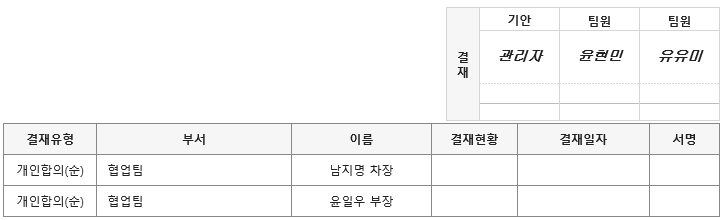 결재 기안 팀원 팀원
관리자 윤현민 유유미
결재유형 부서 이름 결재현황 결재일자 서명
개인합의(순) 협업팀 남지명 차장
개인합의(순) 협업팀 윤일우 부장